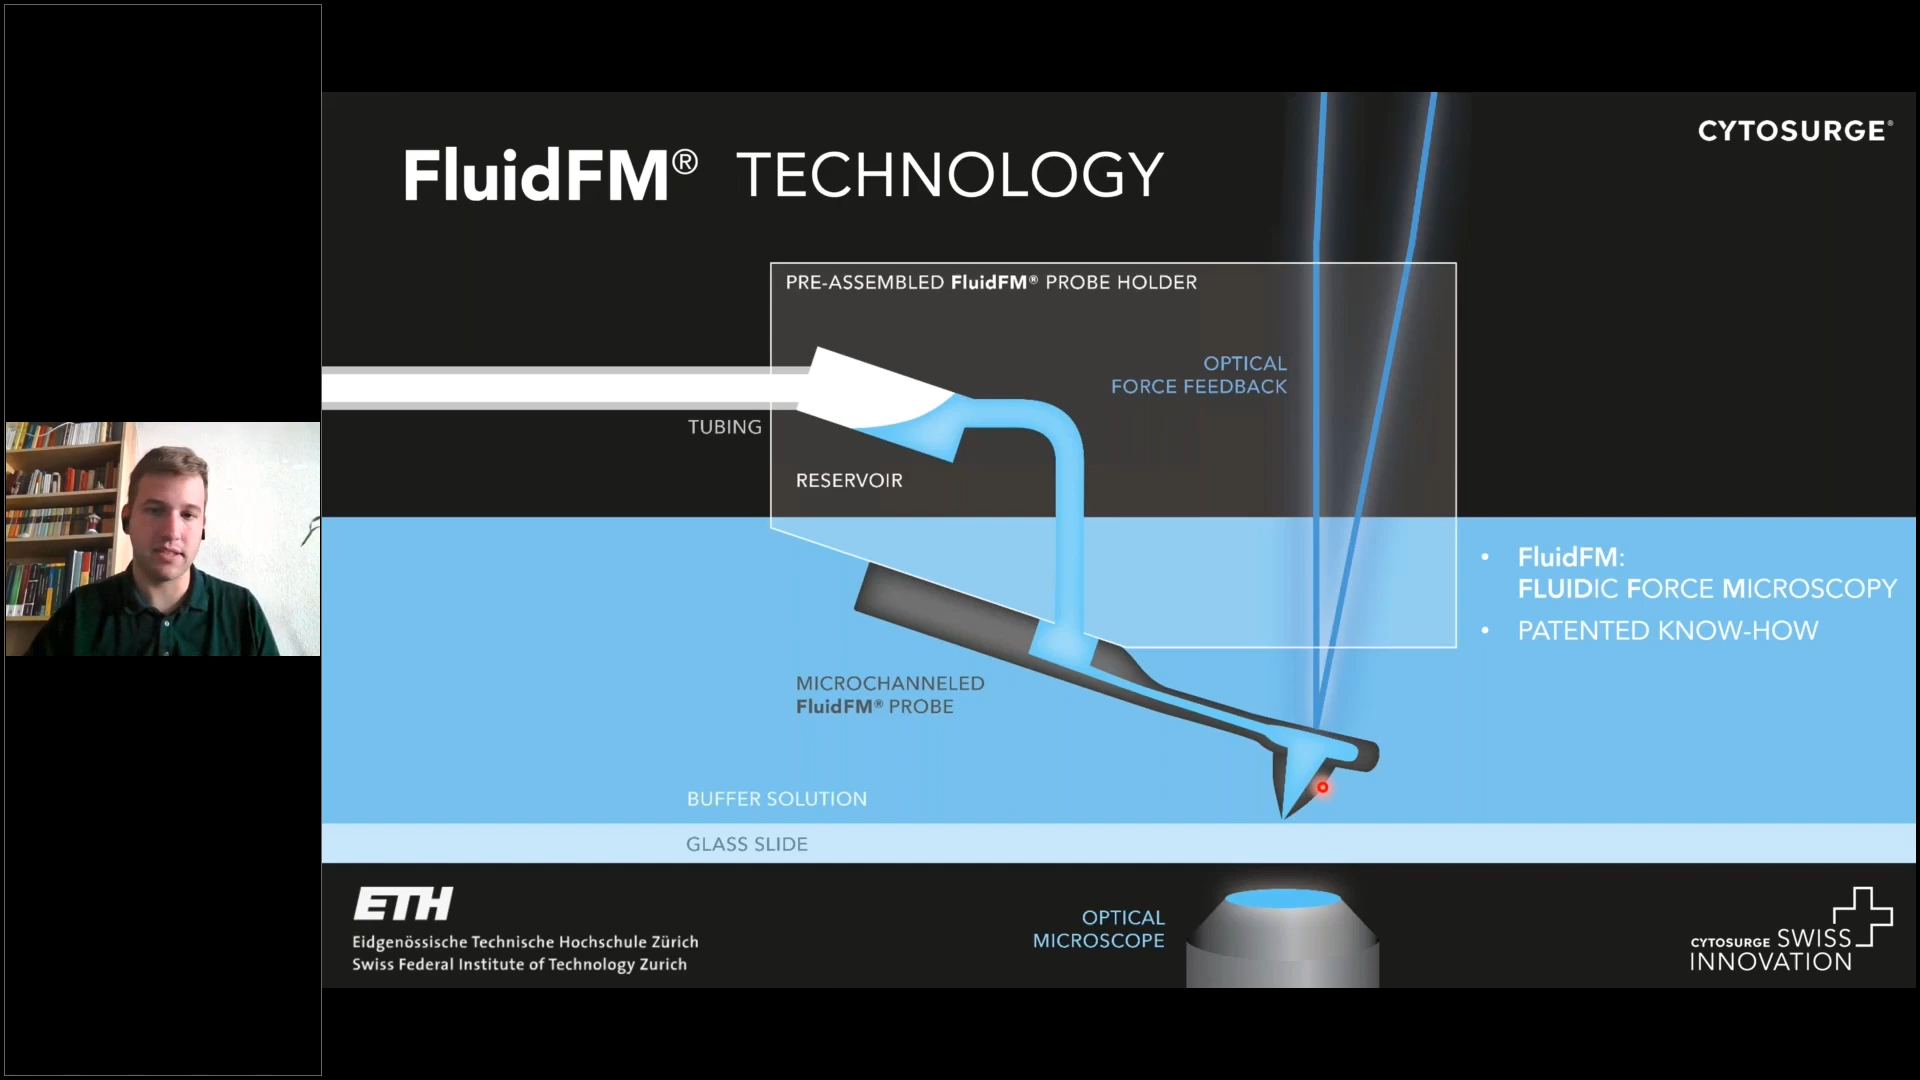 CYTOSURGE®
FluidFM® TECHNOLOGY
PRE-ASSEMBLED FluidFM® PROBE HOLDER
OPTICAL
FORCE FEEDBACK
TUBING
RESERVOIR
• FluidFM:
FLUIDIC FORCE MICROSCOPY
• PATENTED KNOW-HOW
MICROCHANNELED
FluidFM® PROBE
BUFFER SOLUTION
GLASS SLIDE
ETH
Eidgenössische Technische Hochschule Zürich
Swiss Federal Institute of Technology Zurich
OPTICAL
MICROSCOPE
CYTOSURGE SWISS
INNOVATION